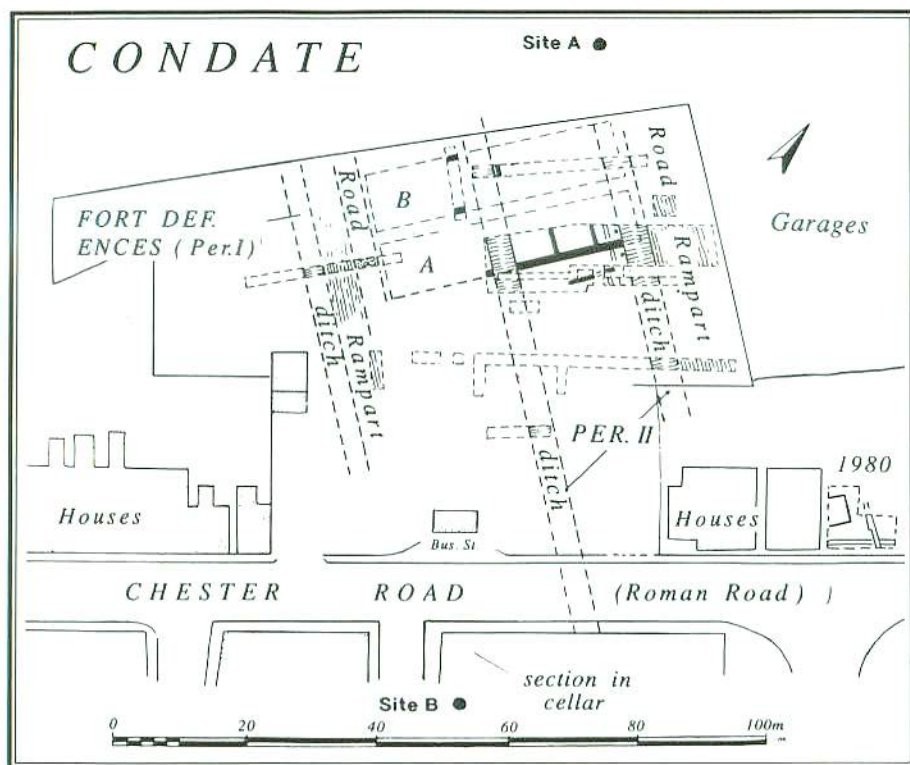 CONDATE
Site A
Road
Road
B
FORT DEF.
ENCES (Per.I)
Garages
A
Rampart
ditch
ditch
Rampart
PER. II
ditch
1980
Houses
Houses
Bus. St
CHESTER ROAD (Roman Road)
section in
cellar
Site B
0 20 40 60 80 100m